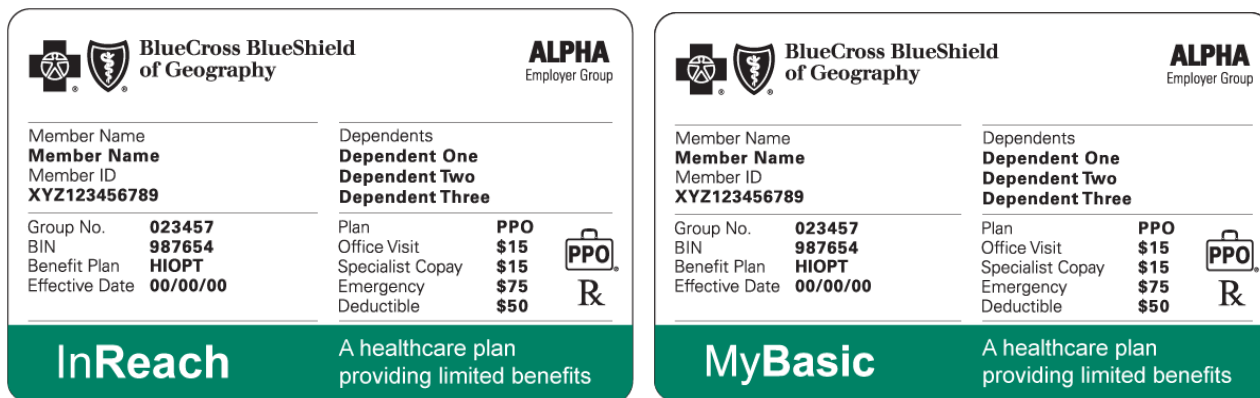 BlueCross BlueShield
of Geography
ALPHA
Employer Group
Member Name
Member Name
Member ID
XYZ123456789
Dependents
Dependent One
Dependent Two
Dependent Three
Group No. 023457
BIN 987654
Benefit Plan HIOPT
Effective Date 00/00/00
Plan PPO
Office Visit $15
Specialist Copay $15
Emergency $75
Deductible $50
PPO
Rx
InReach
A healthcare plan
providing limited benefits
BlueCross BlueShield
of Geography
ALPHA
Employer Group
Member Name
Member Name
Member ID
XYZ123456789
Dependents
Dependent One
Dependent Two
Dependent Three
Group No. 023457
BIN 987654
Benefit Plan HIOPT
Effective Date 00/00/00
Plan PPO
Office Visit $15
Specialist Copay $15
Emergency $75
Deductible $50
PPO
Rx
MyBasic
A healthcare plan
providing limited benefits